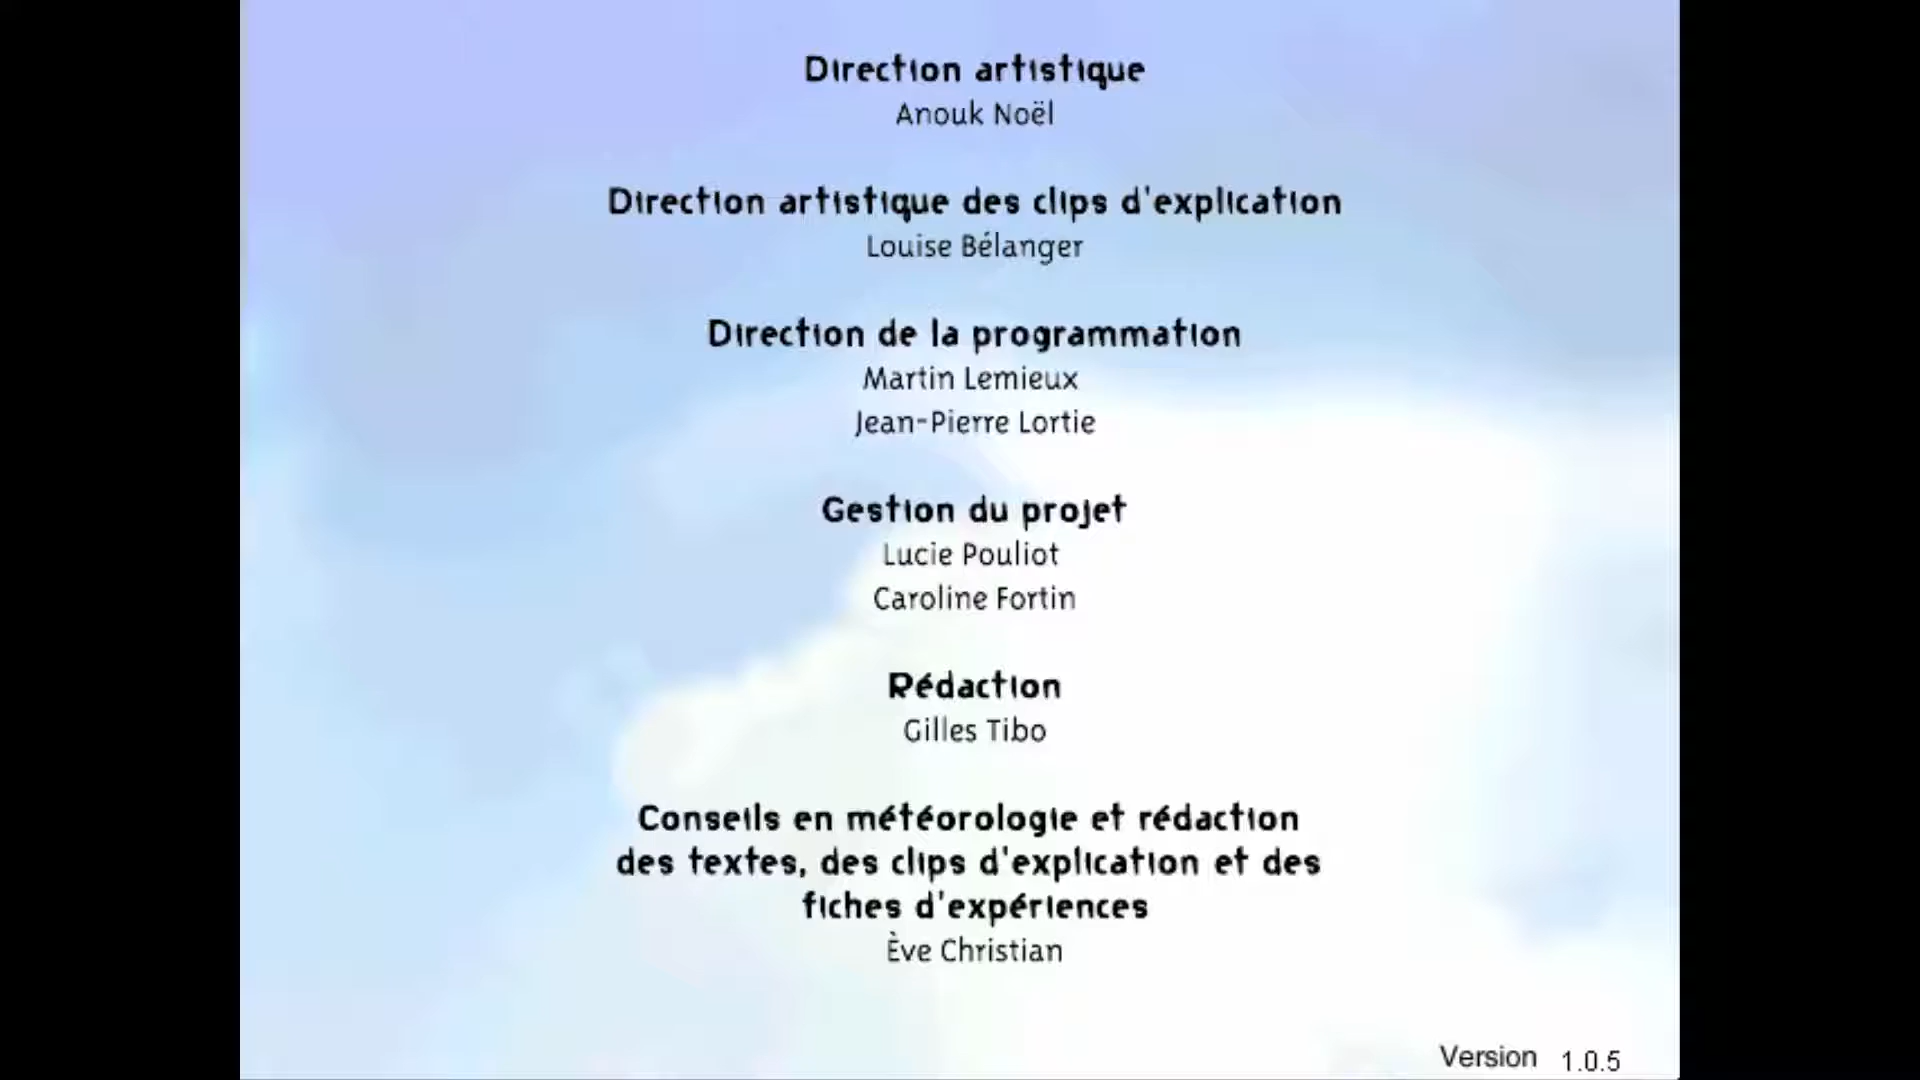 Direction artistique
Anouk Noël
Direction artistique des clips d'explication
Louise Bélanger
Direction de la programmation
Martin Lemieux
Jean-Pierre Lortie
Gestion du projet
Lucie Pouliot
Caroline Fortin
Rédaction
Gilles Tibo
Conseils en météorologie et rédaction
des textes, des clips d'explication et des
fiches d'expériences
Ève Christian
Version 1.0.5